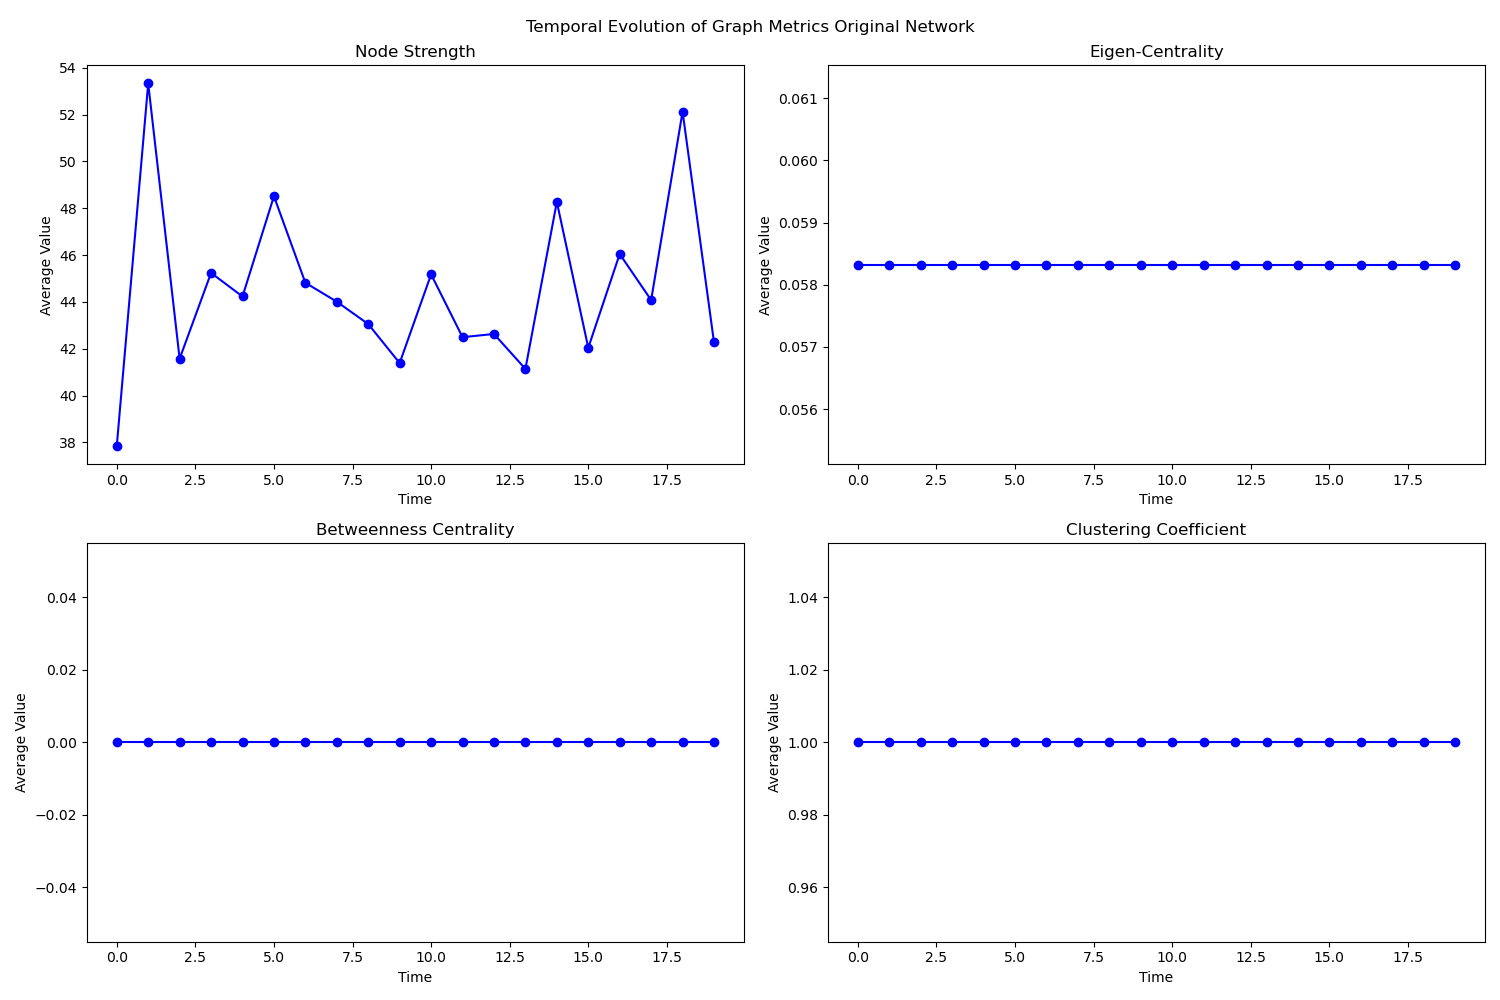 Temporal Evolution of Graph Metrics Original Network
Node Strength
54
52
50
48
46
44
42
40
38
Average Value
0.0 2.5 5.0 7.5 10.0 12.5 15.0 17.5
Time
Eigen-Centrality
0.061
0.060
0.059
0.058
0.057
0.056
Average Value
0.0 2.5 5.0 7.5 10.0 12.5 15.0 17.5
Time
Betweenness Centrality
0.04
0.02
0.00
−0.02
−0.04
Average Value
0.0 2.5 5.0 7.5 10.0 12.5 15.0 17.5
Time
Clustering Coefficient
1.04
1.02
1.00
0.98
0.96
Average Value
0.0 2.5 5.0 7.5 10.0 12.5 15.0 17.5
Time